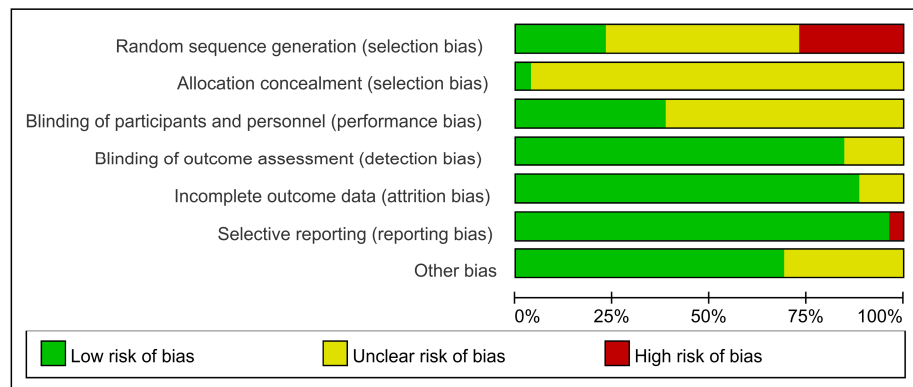 Random sequence generation (selection bias)
Allocation concealment (selection bias)
Blinding of participants and personnel (performance bias)
Blinding of outcome assessment (detection bias)
Incomplete outcome data (attrition bias)
Selective reporting (reporting bias)
Other bias
0% 25% 50% 75% 100%
Low risk of bias Unclear risk of bias High risk of bias